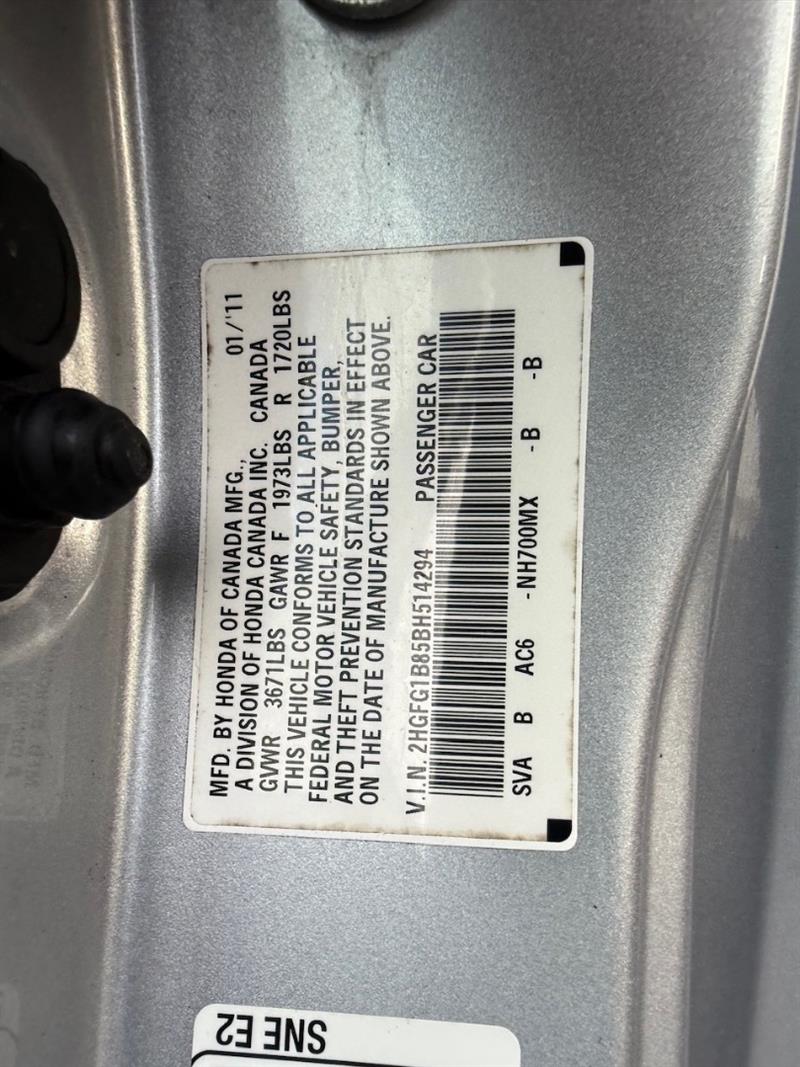 MFD. BY HONDA OF CANADA MFG., 01/'11
A DIVISION OF HONDA CANADA INC. CANADA
GVWR 3671LBS GAWR F 1973LBS R 1720LBS
THIS VEHICLE CONFORMS TO ALL APPLICABLE
FEDERAL MOTOR VEHICLE SAFETY, BUMPER,
AND THEFT PREVENTION STANDARDS IN EFFECT
ON THE DATE OF MANUFACTURE SHOWN ABOVE.
V.I.N. 2HGFG1B85BH514294 PASSENGER CAR
SVA B AC6 -NH700MX -B -B
SNE E2